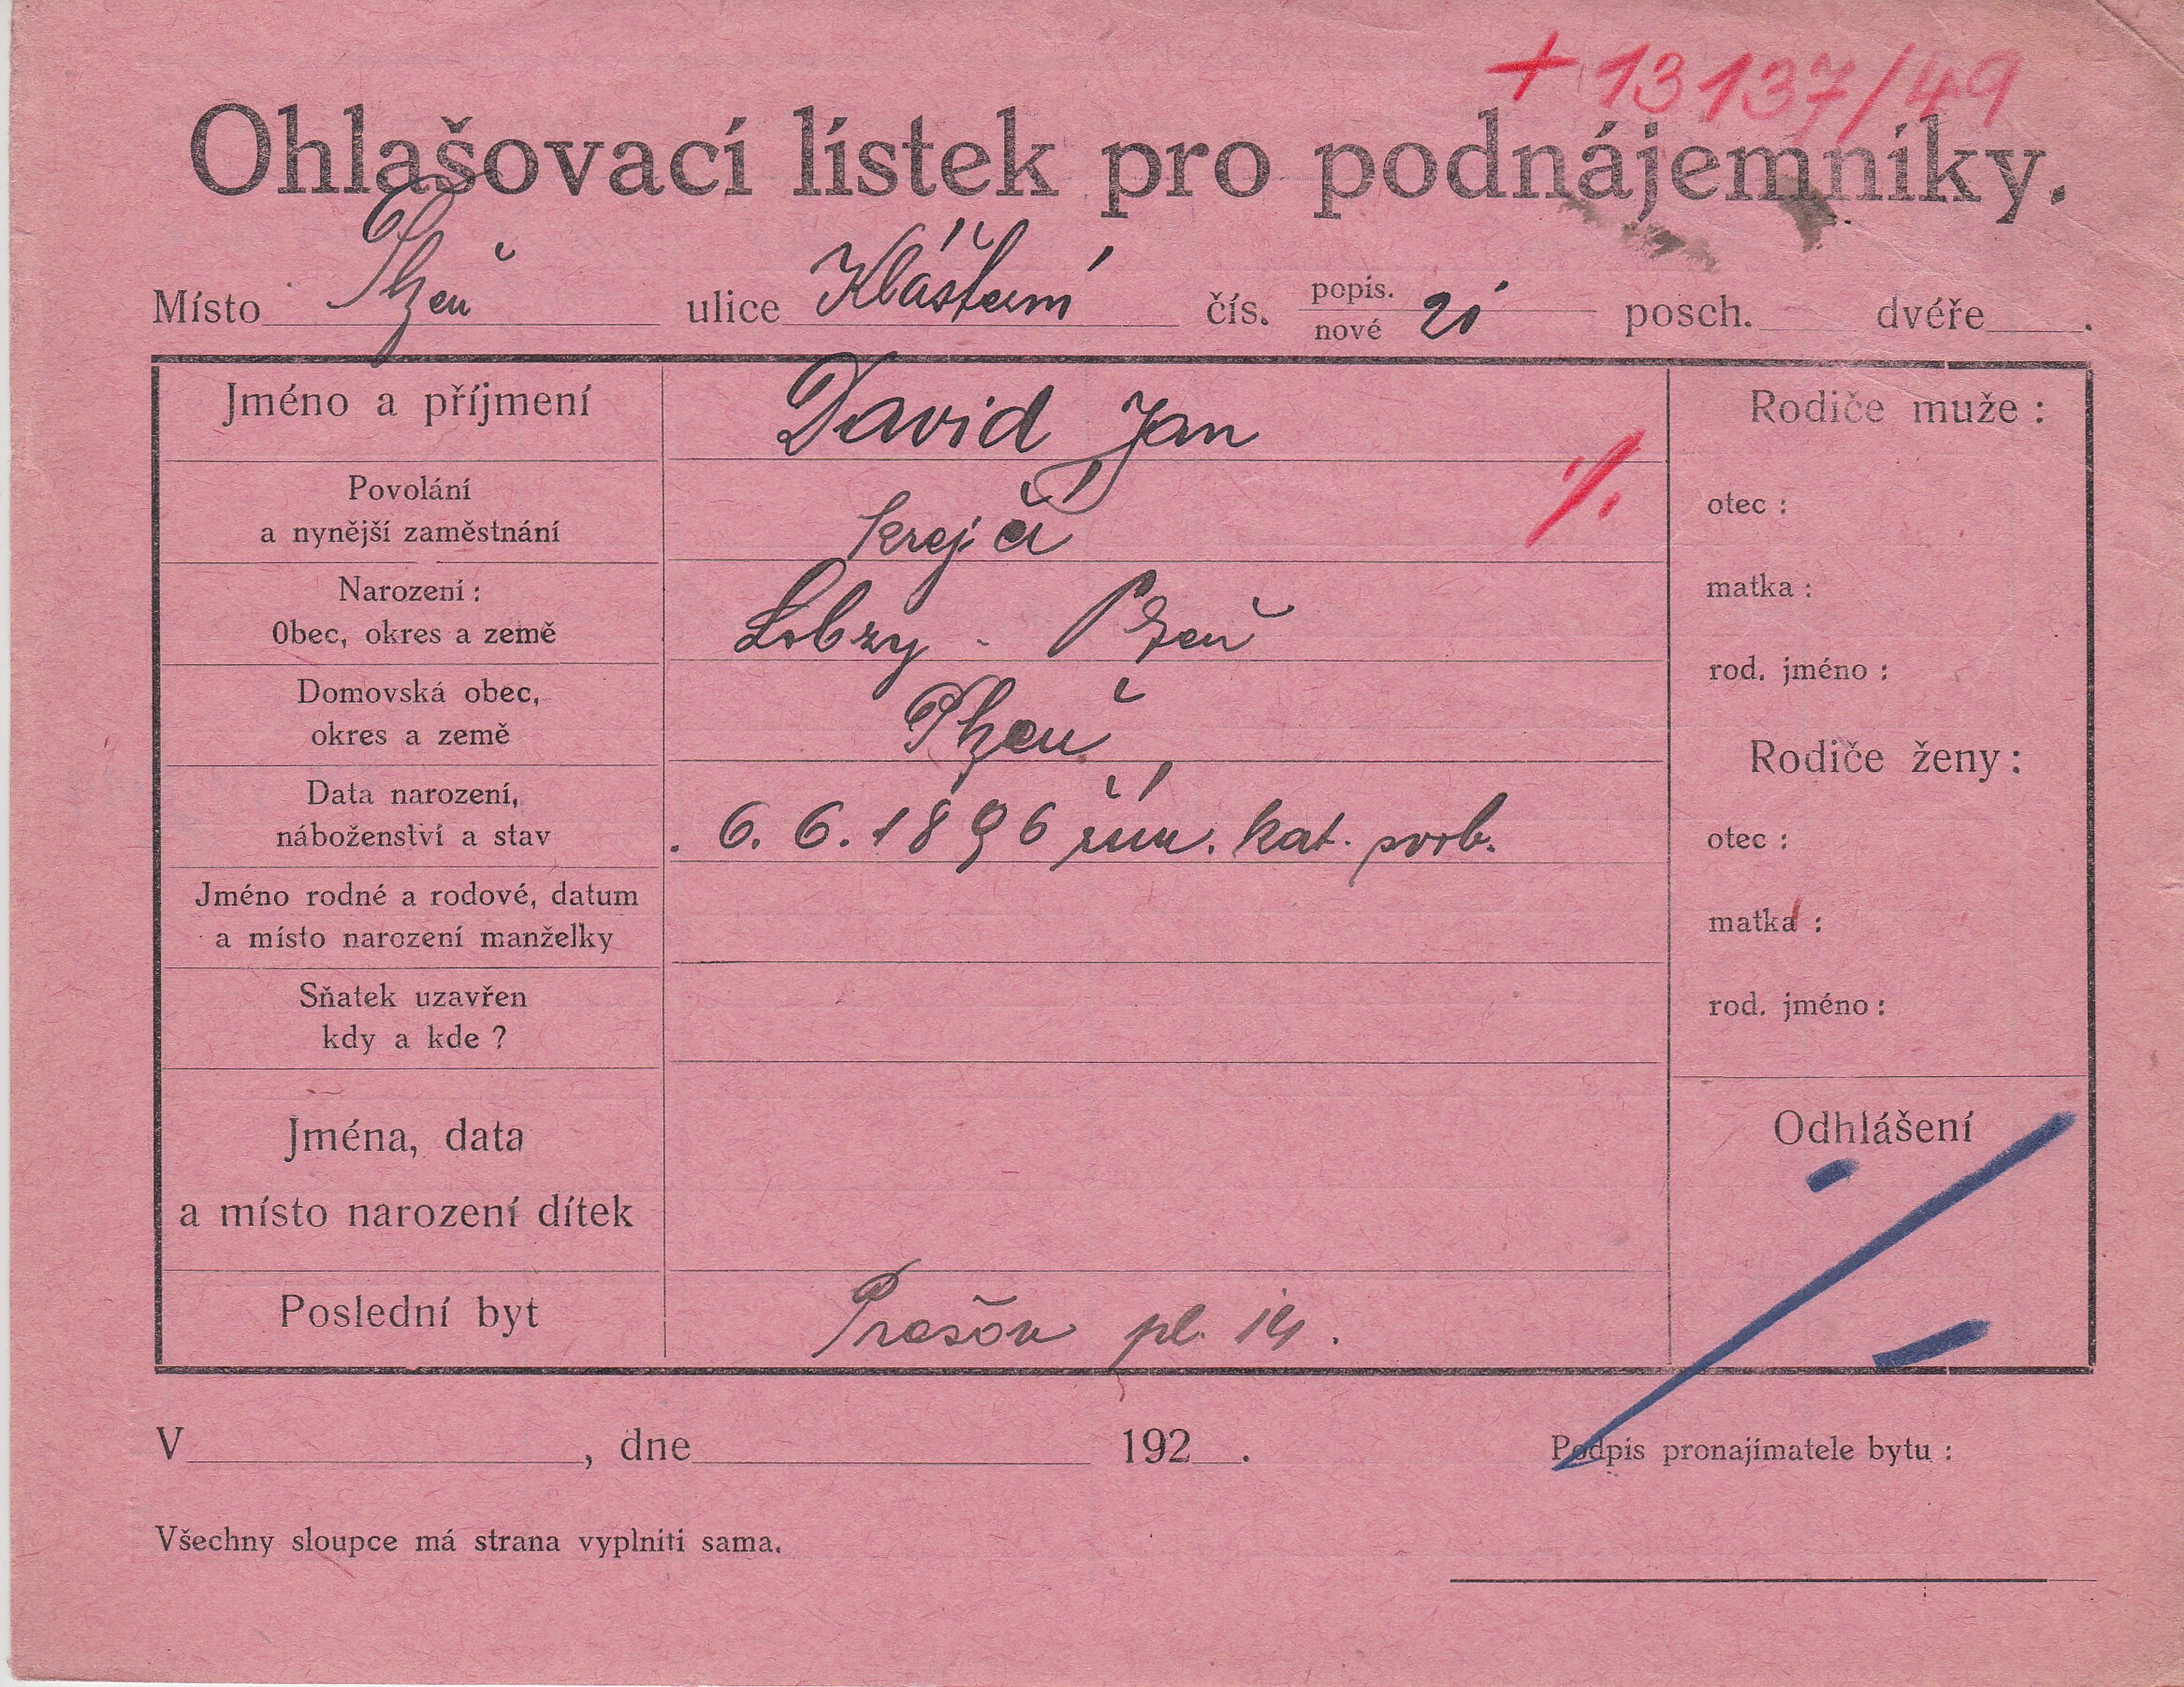 + 13137/49
Ohlašovací lístek pro podnájemníky.
Místo Plzeň ulice Klášterní čís. popis. nové 21 posch. dvéře .
Jméno a příjmení David Jan
Povolání
a nynější zaměstnání krejčí
Narození :
Obec, okres a země Lobzy - Plzeň
Domovská obec,
okres a země Plzeň
Data narození,
náboženství a stav 6. 6. 1896 řím. kat. svob.
Jméno rodné a rodové, datum
a místo narození manželky
Sňatek uzavřen
kdy a kde ?
Jména, data
a místo narození dítek
Poslední byt pl. 14.
Rodiče muže :
otec :
matka :
rod. jméno :
Rodiče ženy :
otec :
matka :
rod. jméno :
Odhlášení
V , dne 192 .
Podpis pronajímatele bytu :
Všechny sloupce má strana vyplniti sama.